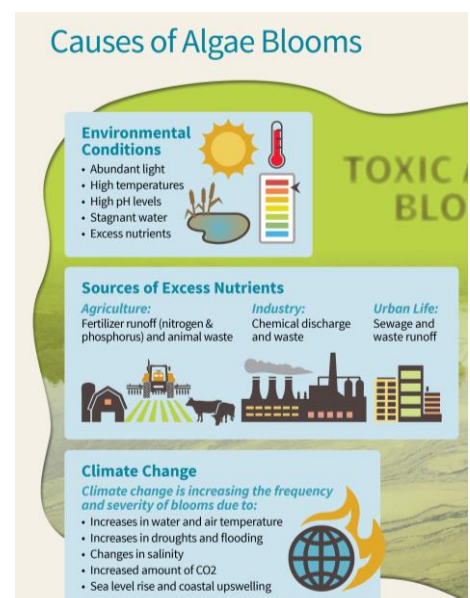 Causes of Algae Blooms
TOXIC
BLO
Environmental
Conditions
• Abundant light
• High temperatures
• High pH levels
• Stagnant water
• Excess nutrients
Sources of Excess Nutrients
Agriculture:
Fertilizer runoff (nitrogen &
phosphorus) and animal waste
Industry:
Chemical discharge
and waste
Urban Life:
Sewage and
waste runoff
Climate Change
Climate change is increasing the frequency
and severity of blooms due to:
• Increases in water and air temperature
• Increases in droughts and flooding
• Changes in salinity
• Increased amount of CO2
• Sea level rise and coastal upswelling